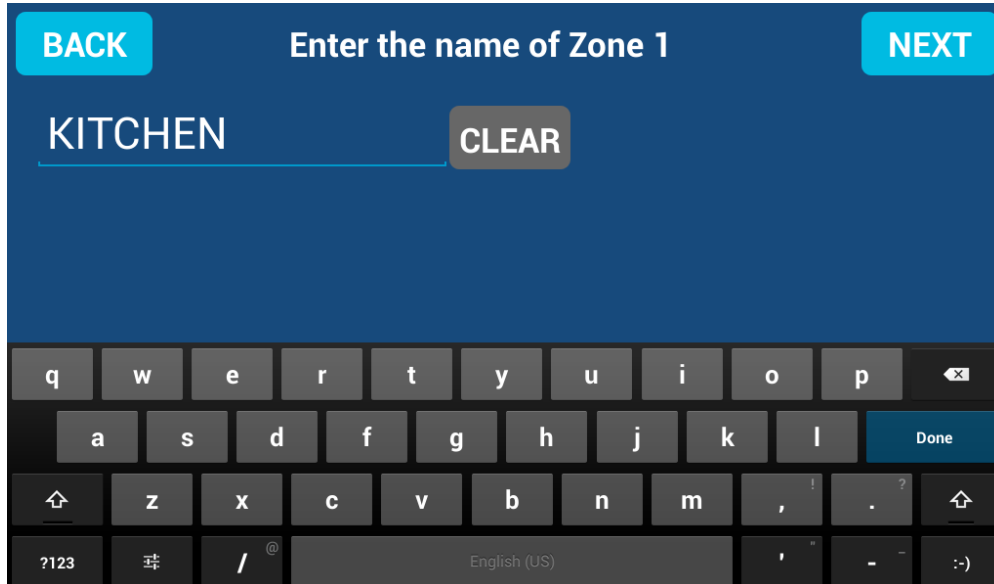 BACK Enter the name of Zone 1 NEXT
KITCHEN CLEAR
q w e r t y u i o p
a s d f g h j k l Done
z x c v b n m , ! . ?
?123 / @ English (US) ' " - _ :-)